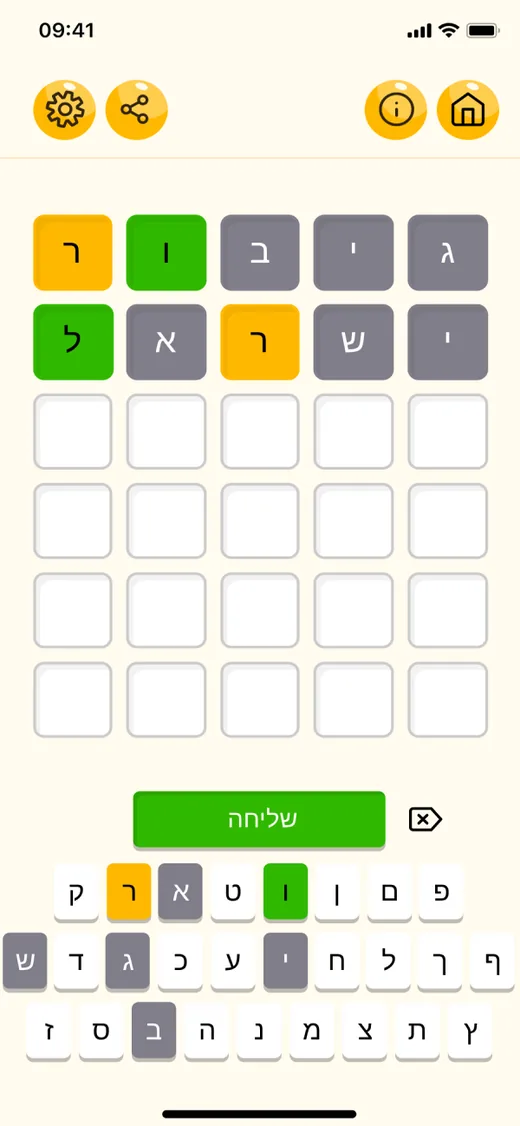 09:41
גיבור
ישראל
שליחה
ק ר א ט ו ן ם פ
ש ד ג כ ע י ח ל ך ף
ז ס ב ה נ מ צ ת ץ